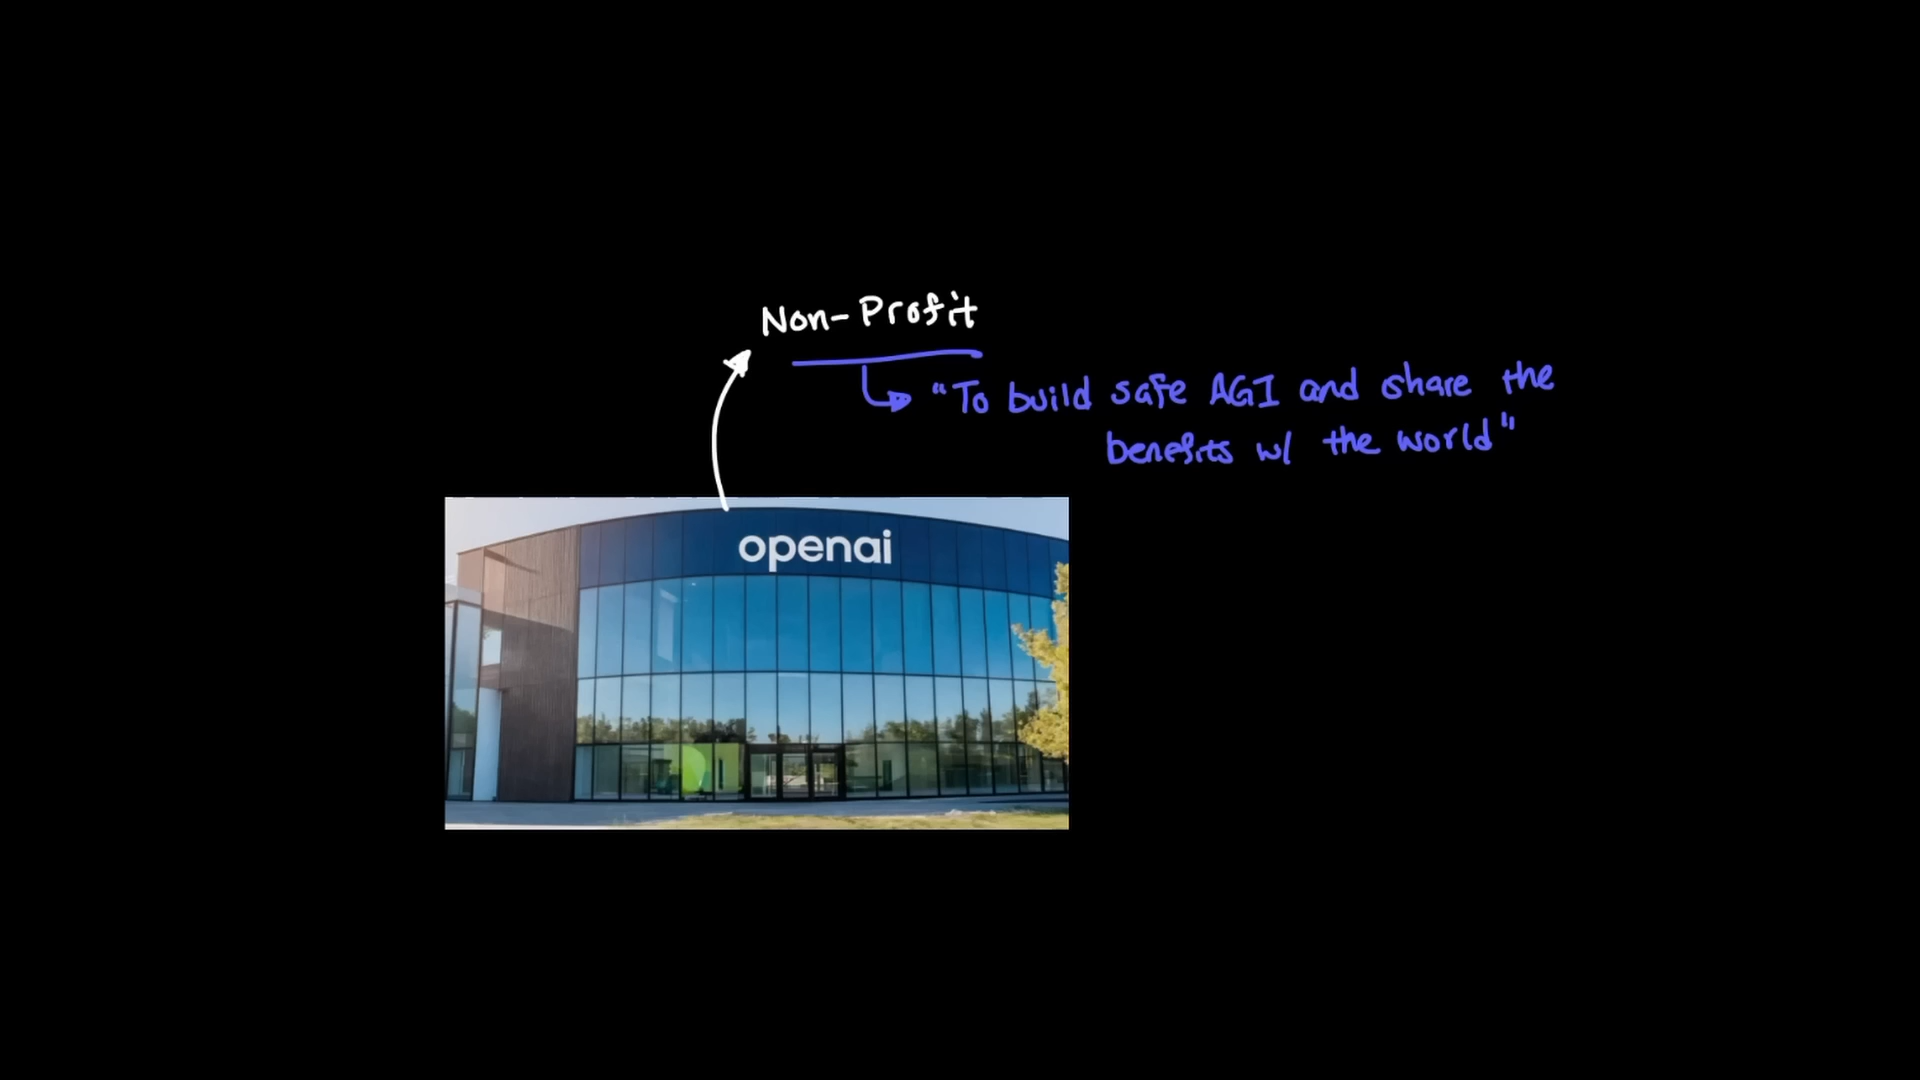 Non-Profit
"To build safe AGI and share the
benefits w/ the world"
openai